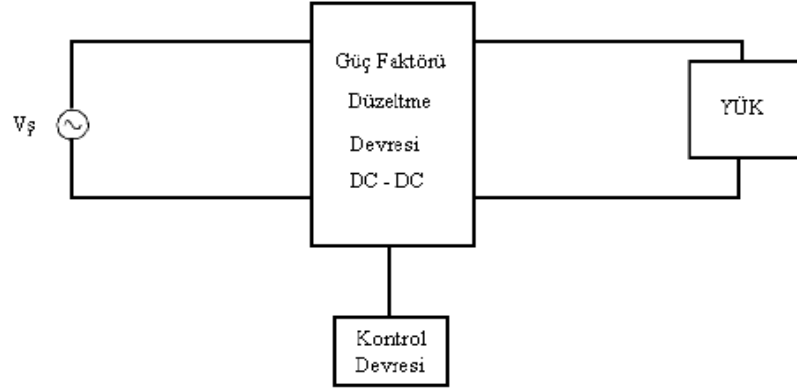 Güç Faktörü
Düzeltme
Devresi
DC - DC
Vş
YÜK
Kontrol
Devresi